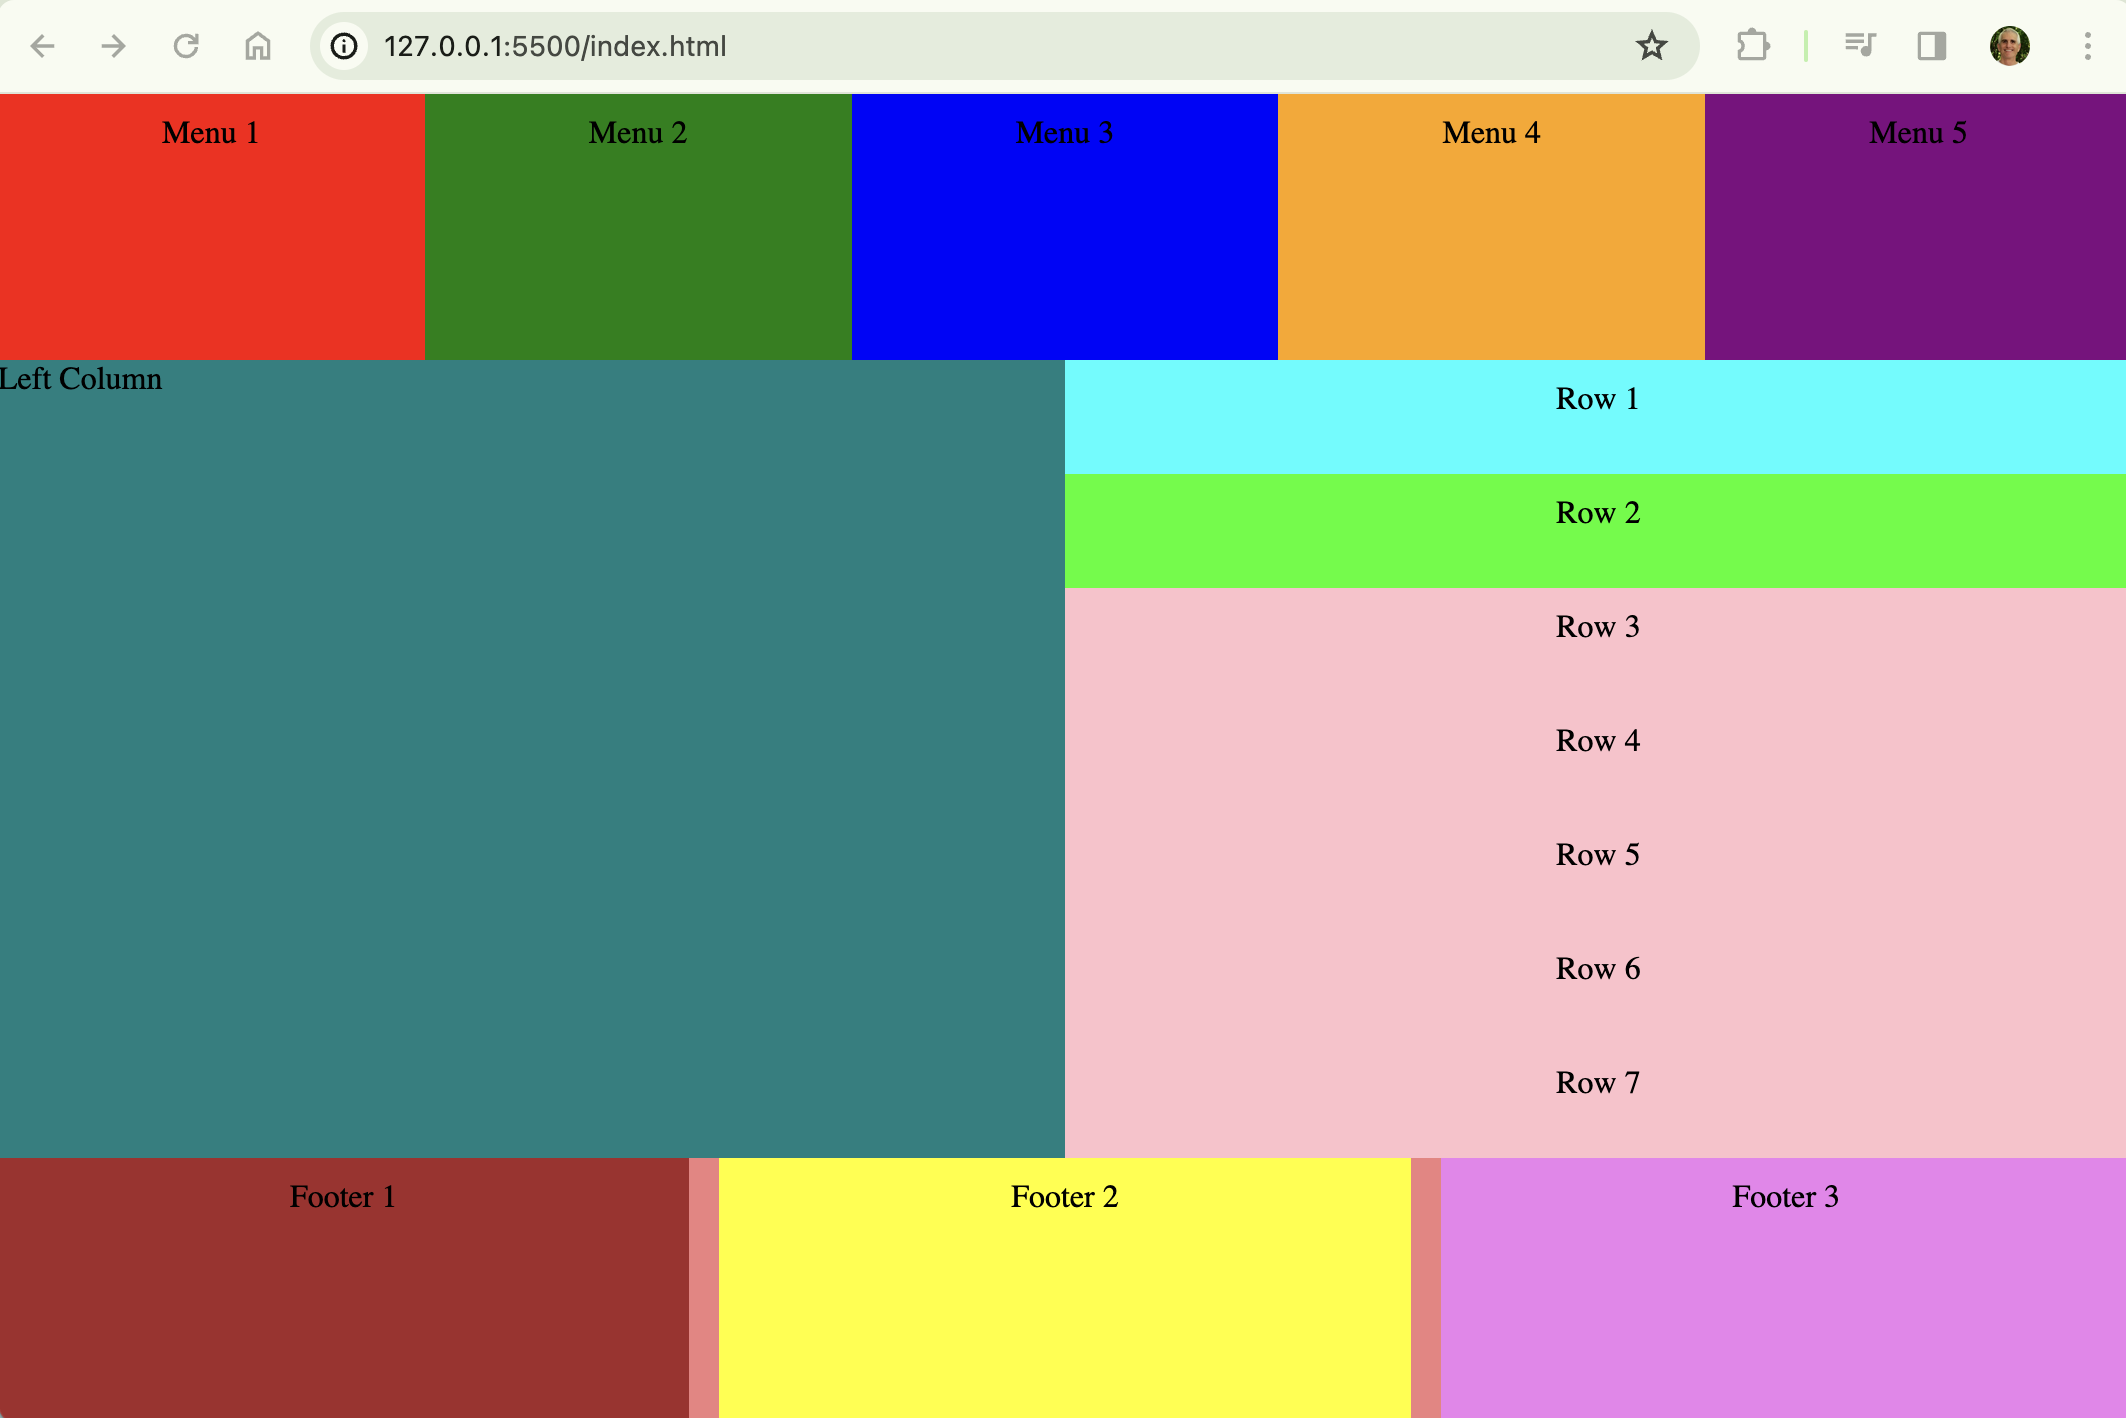 127.0.0.1:5500/index.html
Menu 1 Menu 2 Menu 3 Menu 4 Menu 5
Left Column
Row 1
Row 2
Row 3
Row 4
Row 5
Row 6
Row 7
Footer 1 Footer 2 Footer 3